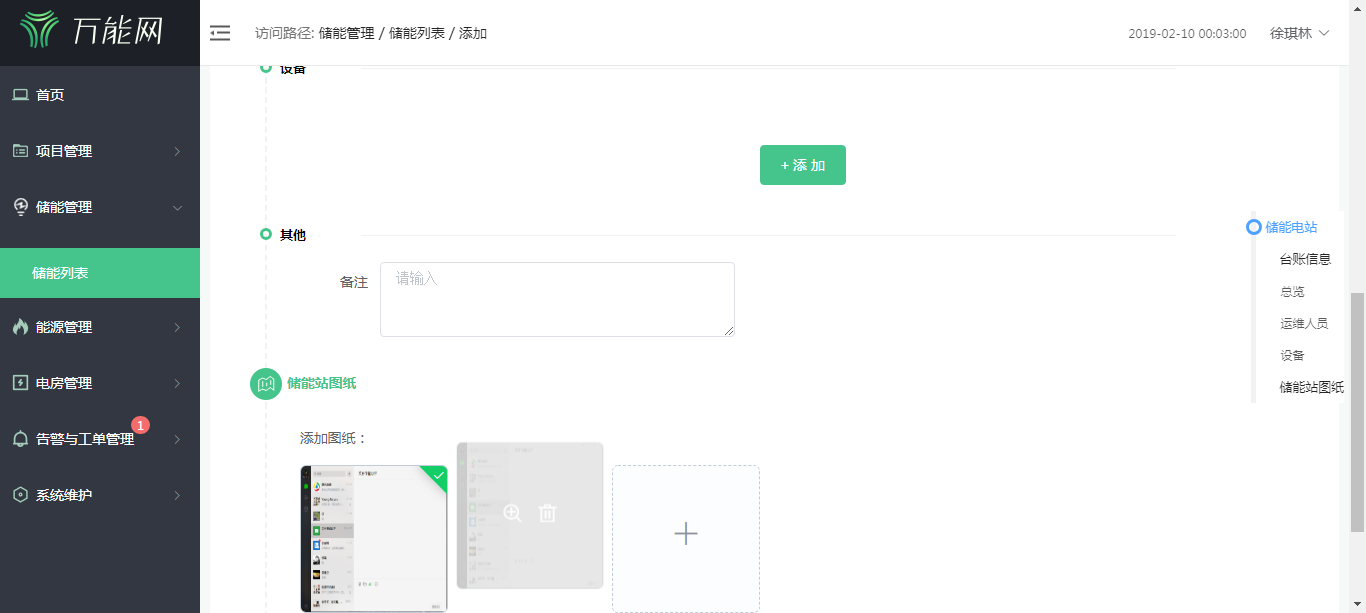 万能网
访问路径: 储能管理 / 储能列表 / 添加
2019-02-10 00:03:00
徐琪林
首页
项目管理
储能管理
储能列表
能源管理
电房管理
告警与工单管理
1
系统维护
设备
+ 添 加
其他
备注
请输入
储能站图纸
添加图纸：
储能电站
台账信息
总览
运维人员
设备
储能站图纸